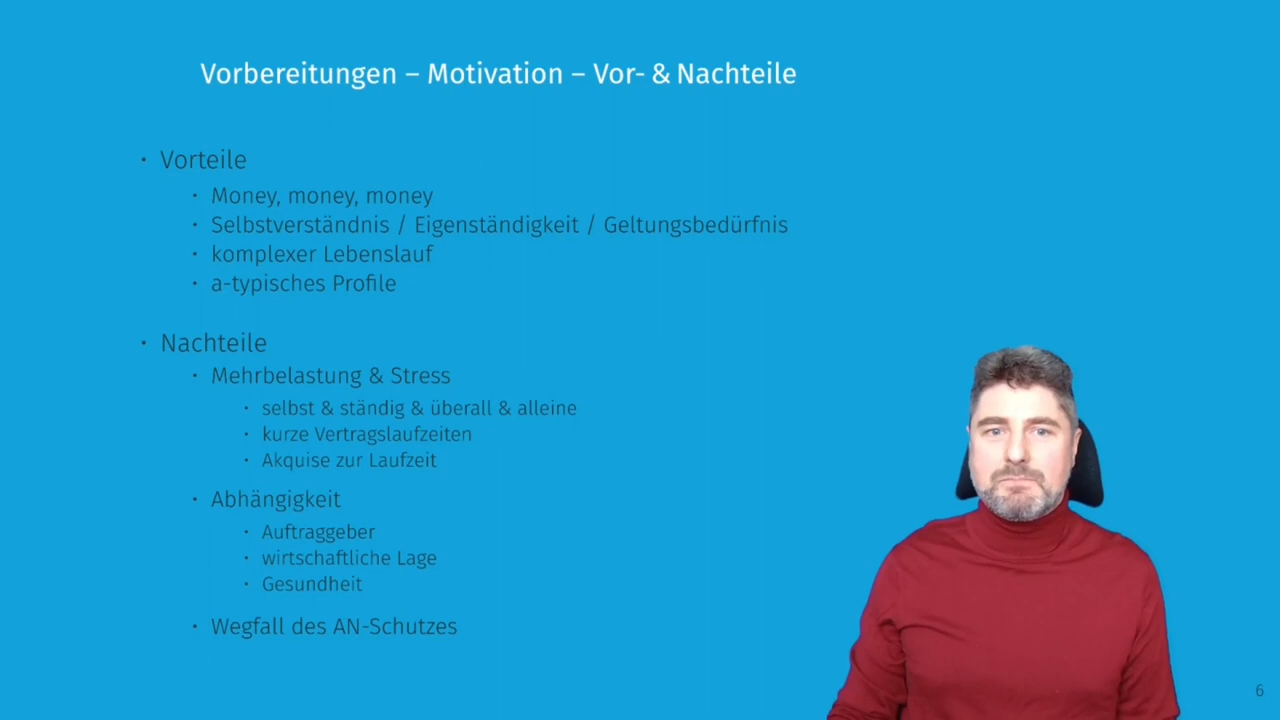 Vorbereitungen – Motivation – Vor- & Nachteile
• Vorteile
• Money, money, money
• Selbstverständnis / Eigenständigkeit / Geltungsbedürfnis
• komplexer Lebenslauf
• a-typisches Profile
• Nachteile
• Mehrbelastung & Stress
• selbst & ständig & überall & alleine
• kurze Vertragslaufzeiten
• Akquise zur Laufzeit
• Abhängigkeit
• Auftraggeber
• wirtschaftliche Lage
• Gesundheit
• Wegfall des AN-Schutzes
6